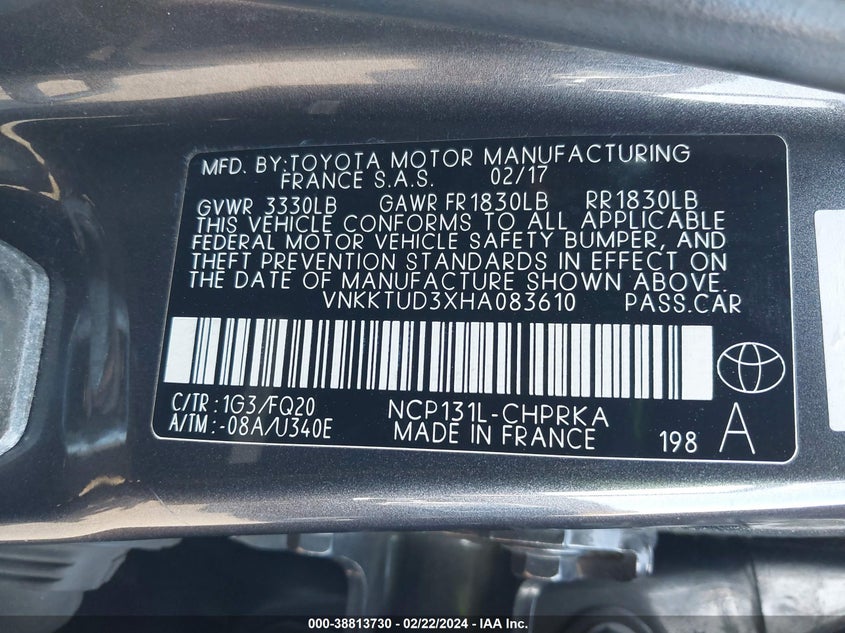 MFD. BY:TOYOTA MOTOR MANUFACTURING
FRANCE S.A.S. 02/17
GVWR 3330LB GAWR FR1830LB RR1830LB
THIS VEHICLE CONFORMS TO ALL APPLICABLE
FEDERAL MOTOR VEHICLE SAFETY BUMPER, AND
THEFT PREVENTION STANDARDS IN EFFECT ON
THE DATE OF MANUFACTURE SHOWN ABOVE.
VNKKTUD3XHA083610 PASS.CAR
C/TR : 1G3/FQ20 NCP131L-CHPRKA
A/TM : -08A/U340E MADE IN FRANCE 198 A
000-38813730 - 02/22/2024 - IAA Inc.